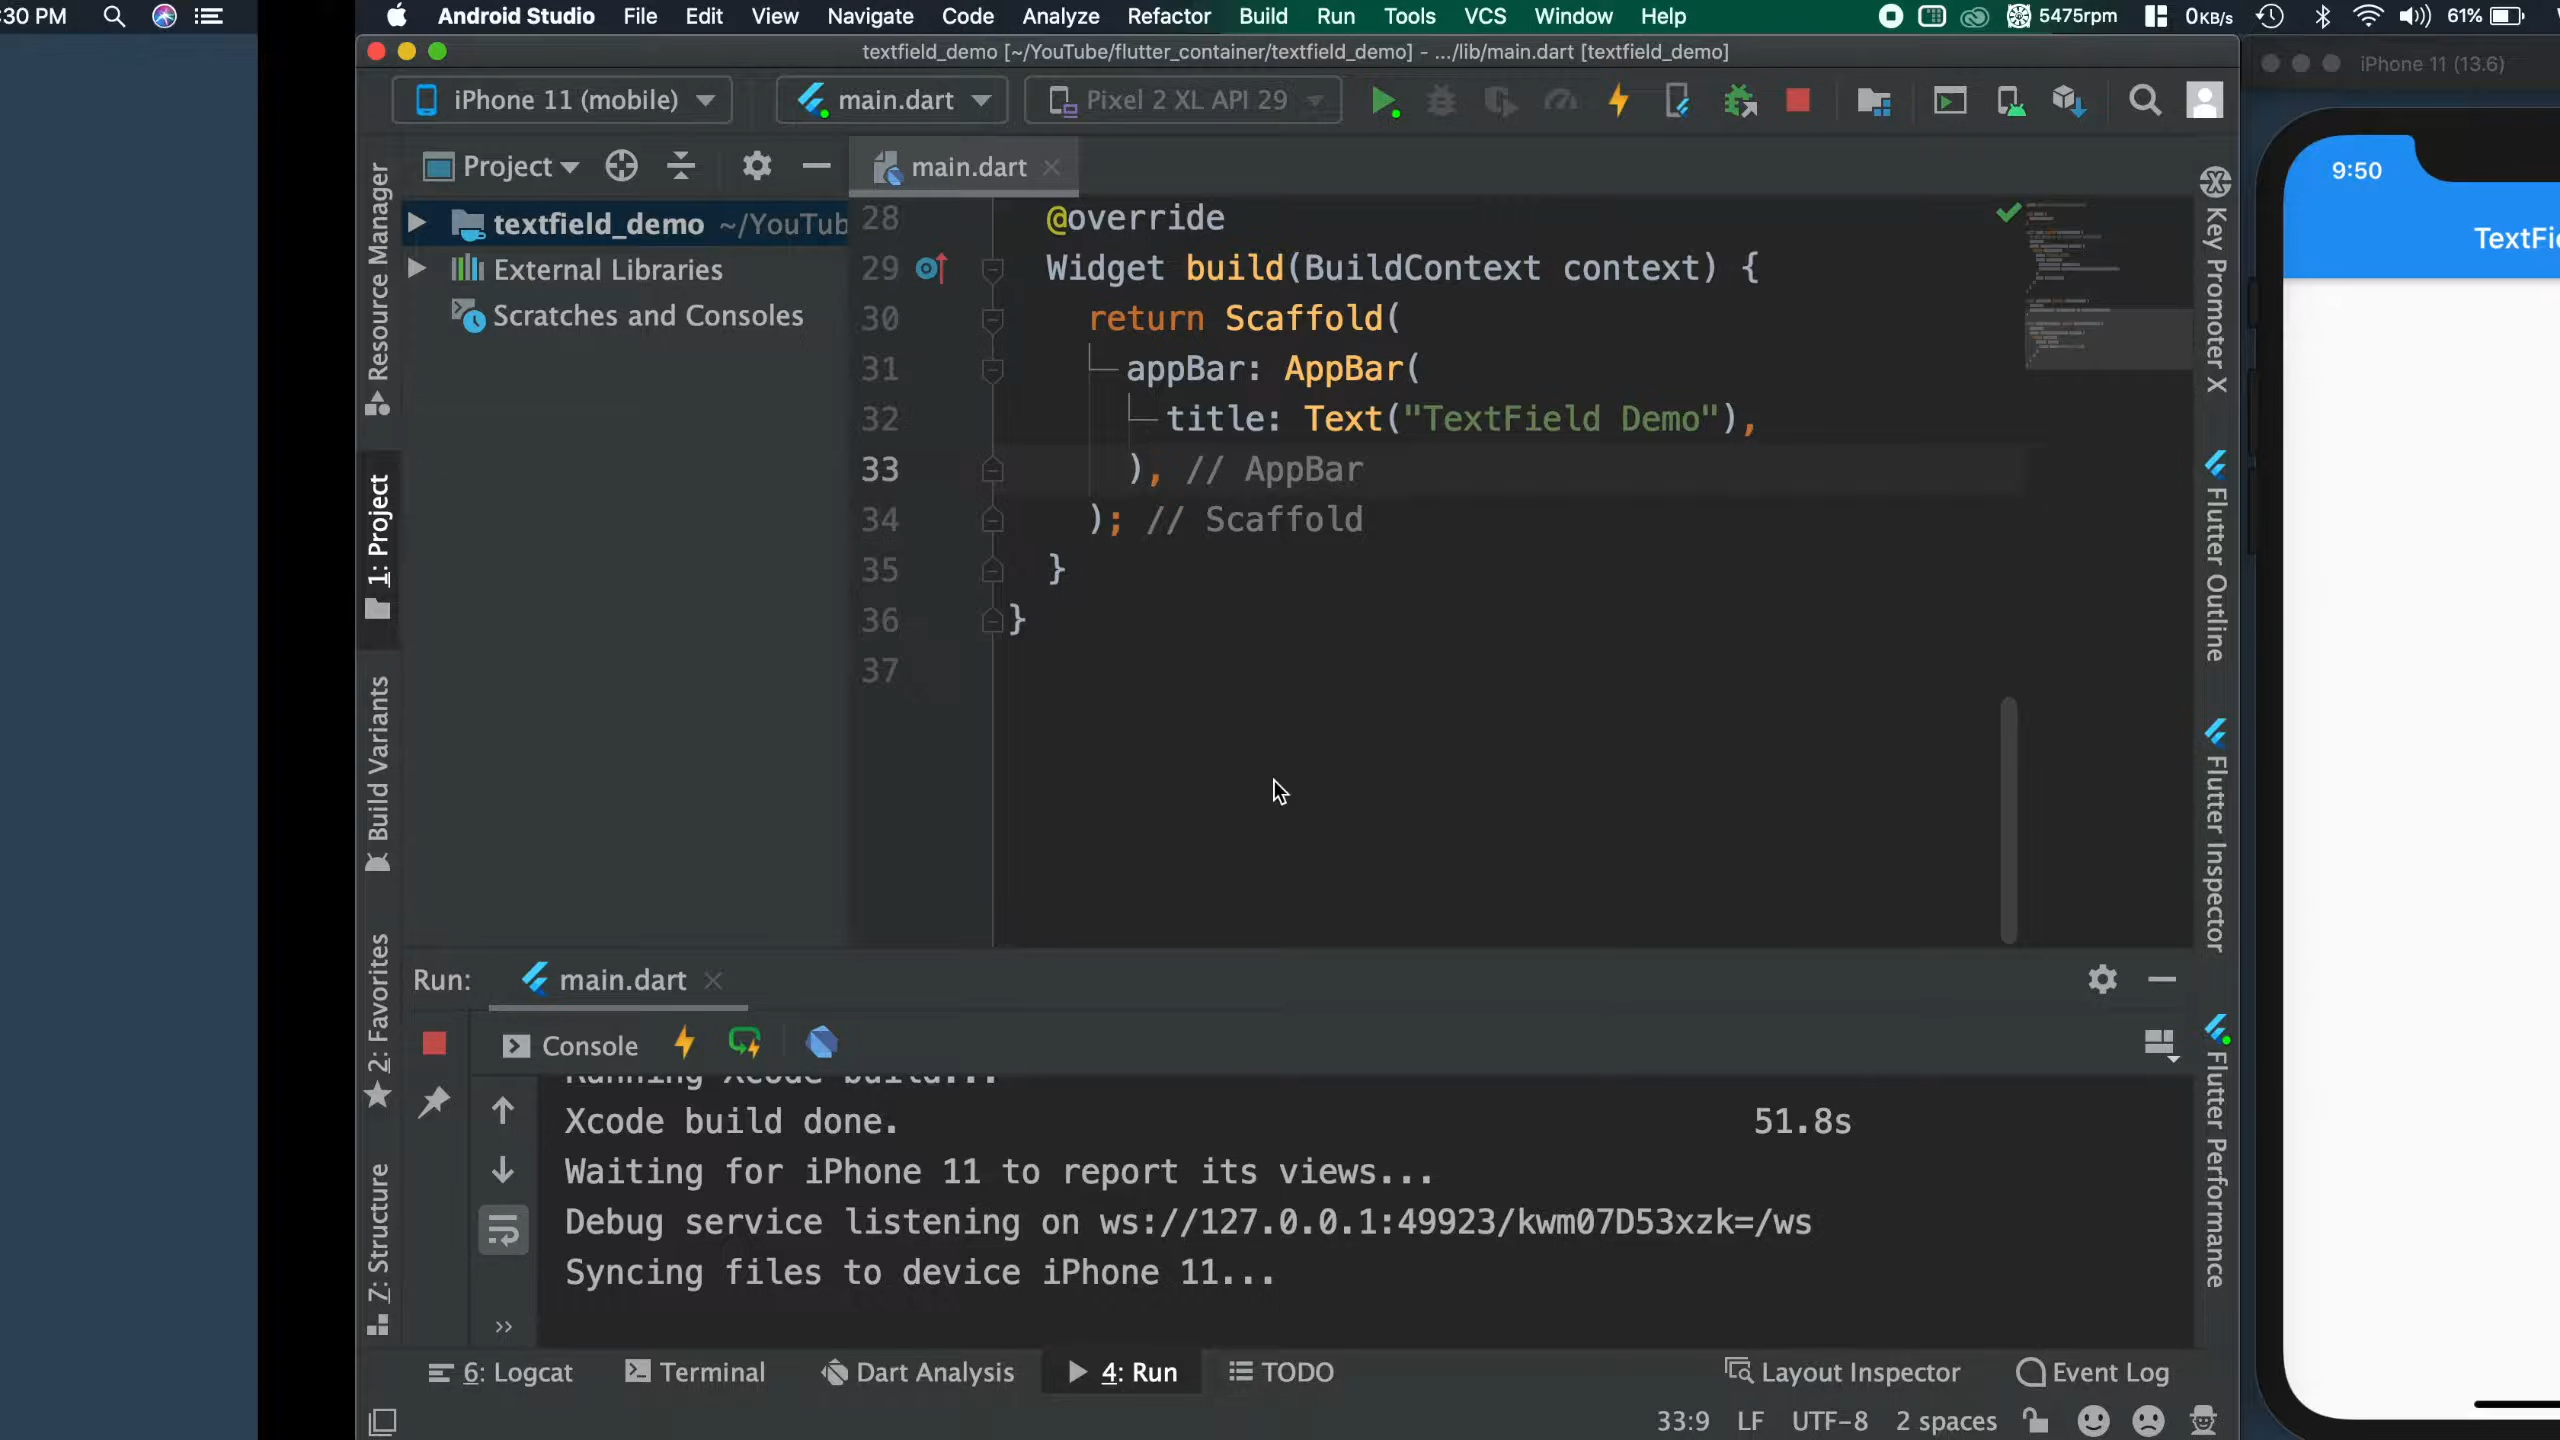 :30 PM
Android Studio File Edit View Navigate Code Analyze Refactor Build Run Tools VCS Window Help 5475rpm 0KB/s 61%
textfield_demo [~/YouTube/flutter_container/textfield_demo] - .../lib/main.dart [textfield_demo]
iPhone 11 (mobile) main.dart Pixel 2 XL API 29
Project main.dart
textfield_demo ~/YouTub
External Libraries
Scratches and Consoles
28 @override
29 Widget build(BuildContext context) {
30 return Scaffold(
31 appBar: AppBar(
32 title: Text("TextField Demo"),
33 ), // AppBar
34 ); // Scaffold
35 }
36 }
37
Resource Manager
1: Project
Build Variants
2: Favorites
7: Structure
Key Promoter X
Flutter Outline
Flutter Inspector
Flutter Performance
iPhone 11 (13.6)
9:50
TextFi
Run: main.dart
Console
Running Xcode build...
Xcode build done. 51.8s
Waiting for iPhone 11 to report its views...
Debug service listening on ws://127.0.0.1:49923/kwm07D53xzk=/ws
Syncing files to device iPhone 11...
6: Logcat Terminal Dart Analysis 4: Run TODO Layout Inspector Event Log
33:9 LF UTF-8 2 spaces